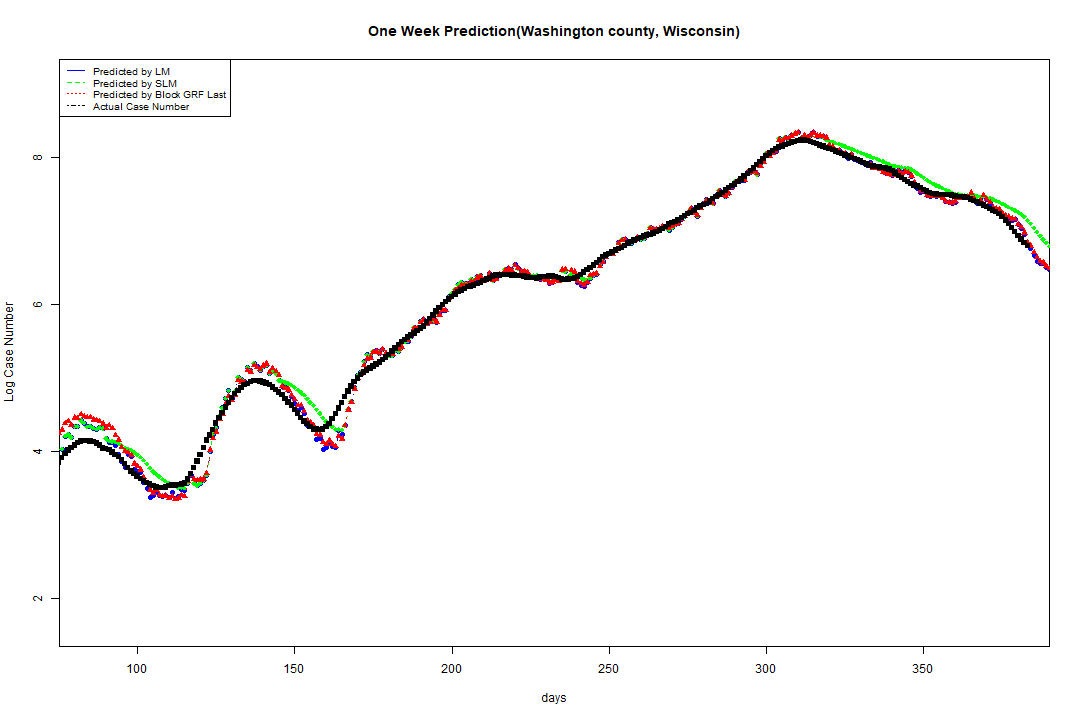 One Week Prediction(Washington county, Wisconsin)
Predicted by LM
Predicted by SLM
Predicted by Block GRF Last
Actual Case Number
Log Case Number
8
6
4
2
100 150 200 250 300 350
days